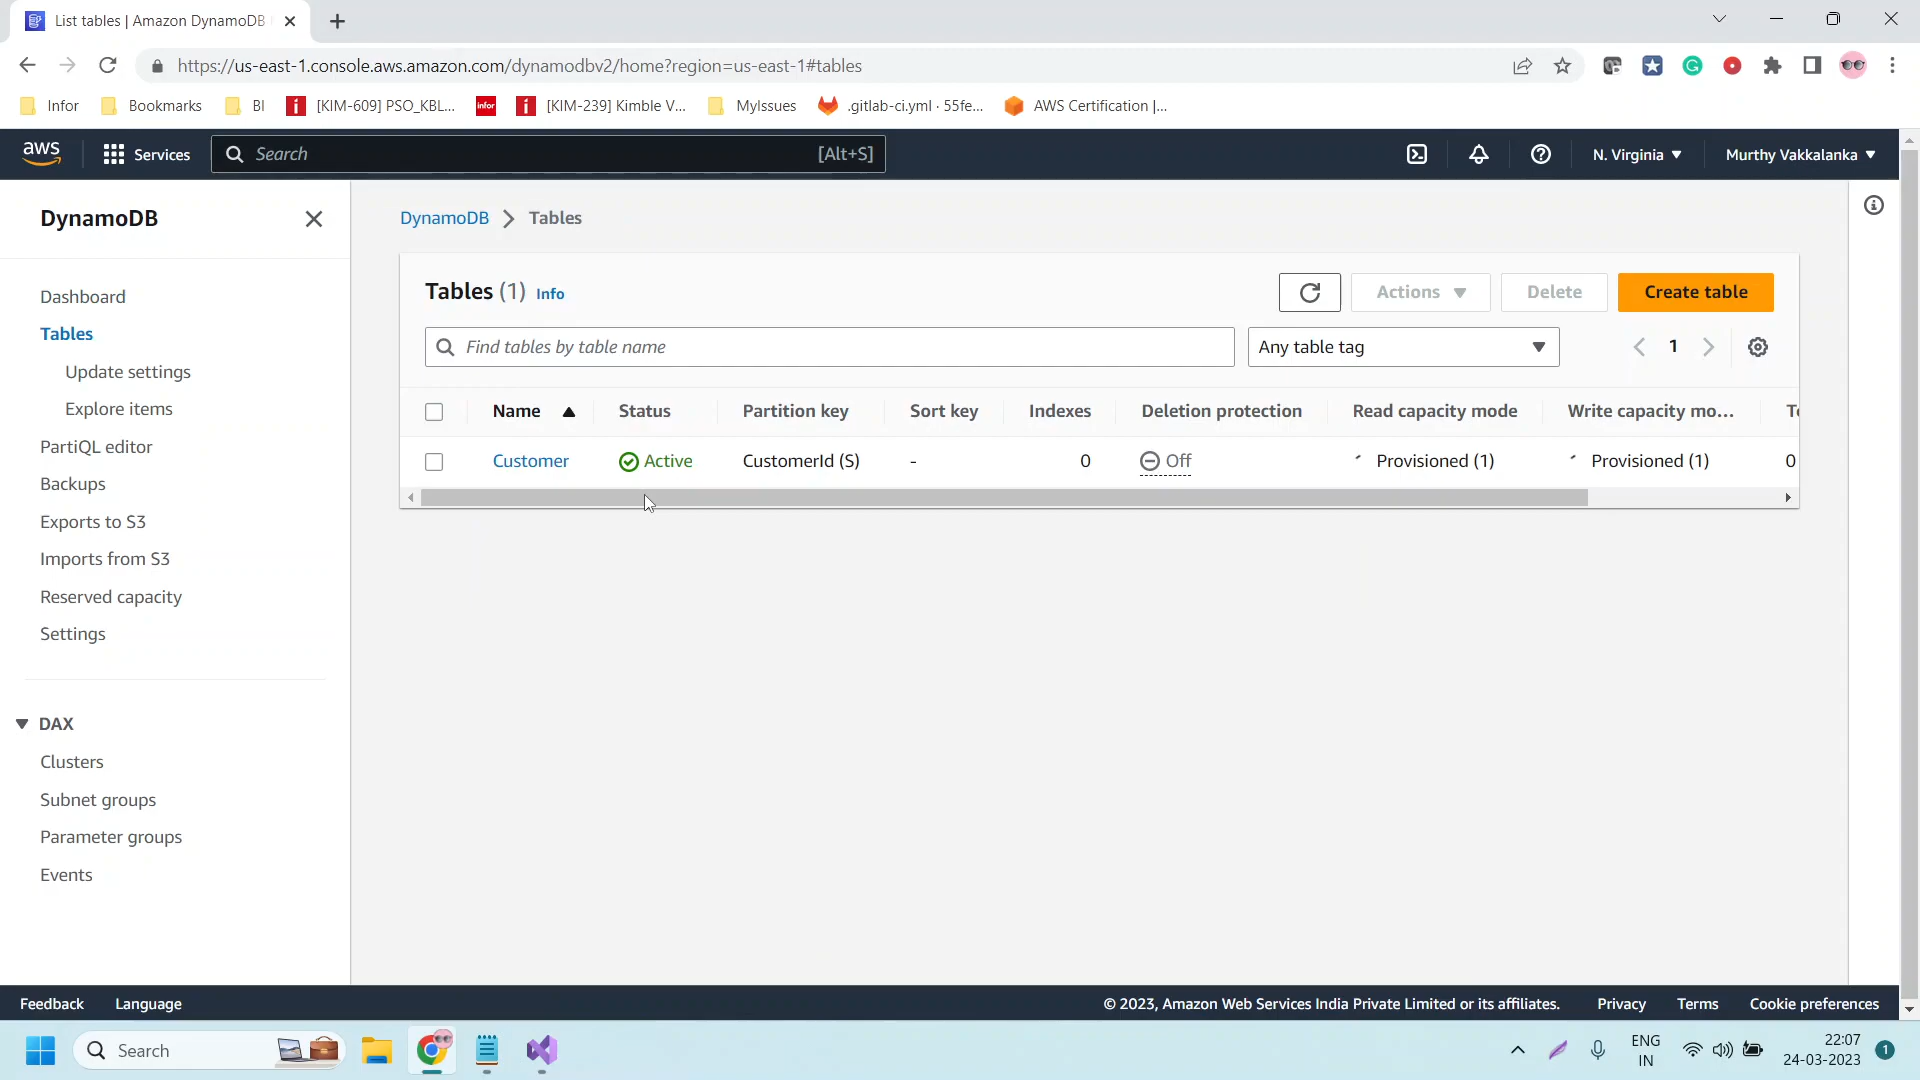 List tables | Amazon DynamoDB
https://us-east-1.console.aws.amazon.com/dynamodbv2/home?region=us-east-1#tables
Infor Bookmarks BI [KIM-609] PSO_KBL... infor [KIM-239] Kimble V... MyIssues .gitlab-ci.yml · 55fe... AWS Certification |...
aws Services Search [Alt+S] N. Virginia Murthy Vakkalanka
DynamoDB
Dashboard
Tables
Update settings
Explore items
PartiQL editor
Backups
Exports to S3
Imports from S3
Reserved capacity
Settings
DAX
Clusters
Subnet groups
Parameter groups
Events
DynamoDB Tables
Tables (1) Info Actions Delete Create table
Find tables by table name Any table tag 1
Name Status Partition key Sort key Indexes Deletion protection Read capacity mode Write capacity mo...
Customer Active CustomerId (S) - 0 Off Provisioned (1) Provisioned (1) 0
Feedback Language © 2023, Amazon Web Services India Private Limited or its affiliates. Privacy Terms Cookie preferences
Search ENG 22:07
IN 24-03-2023 1